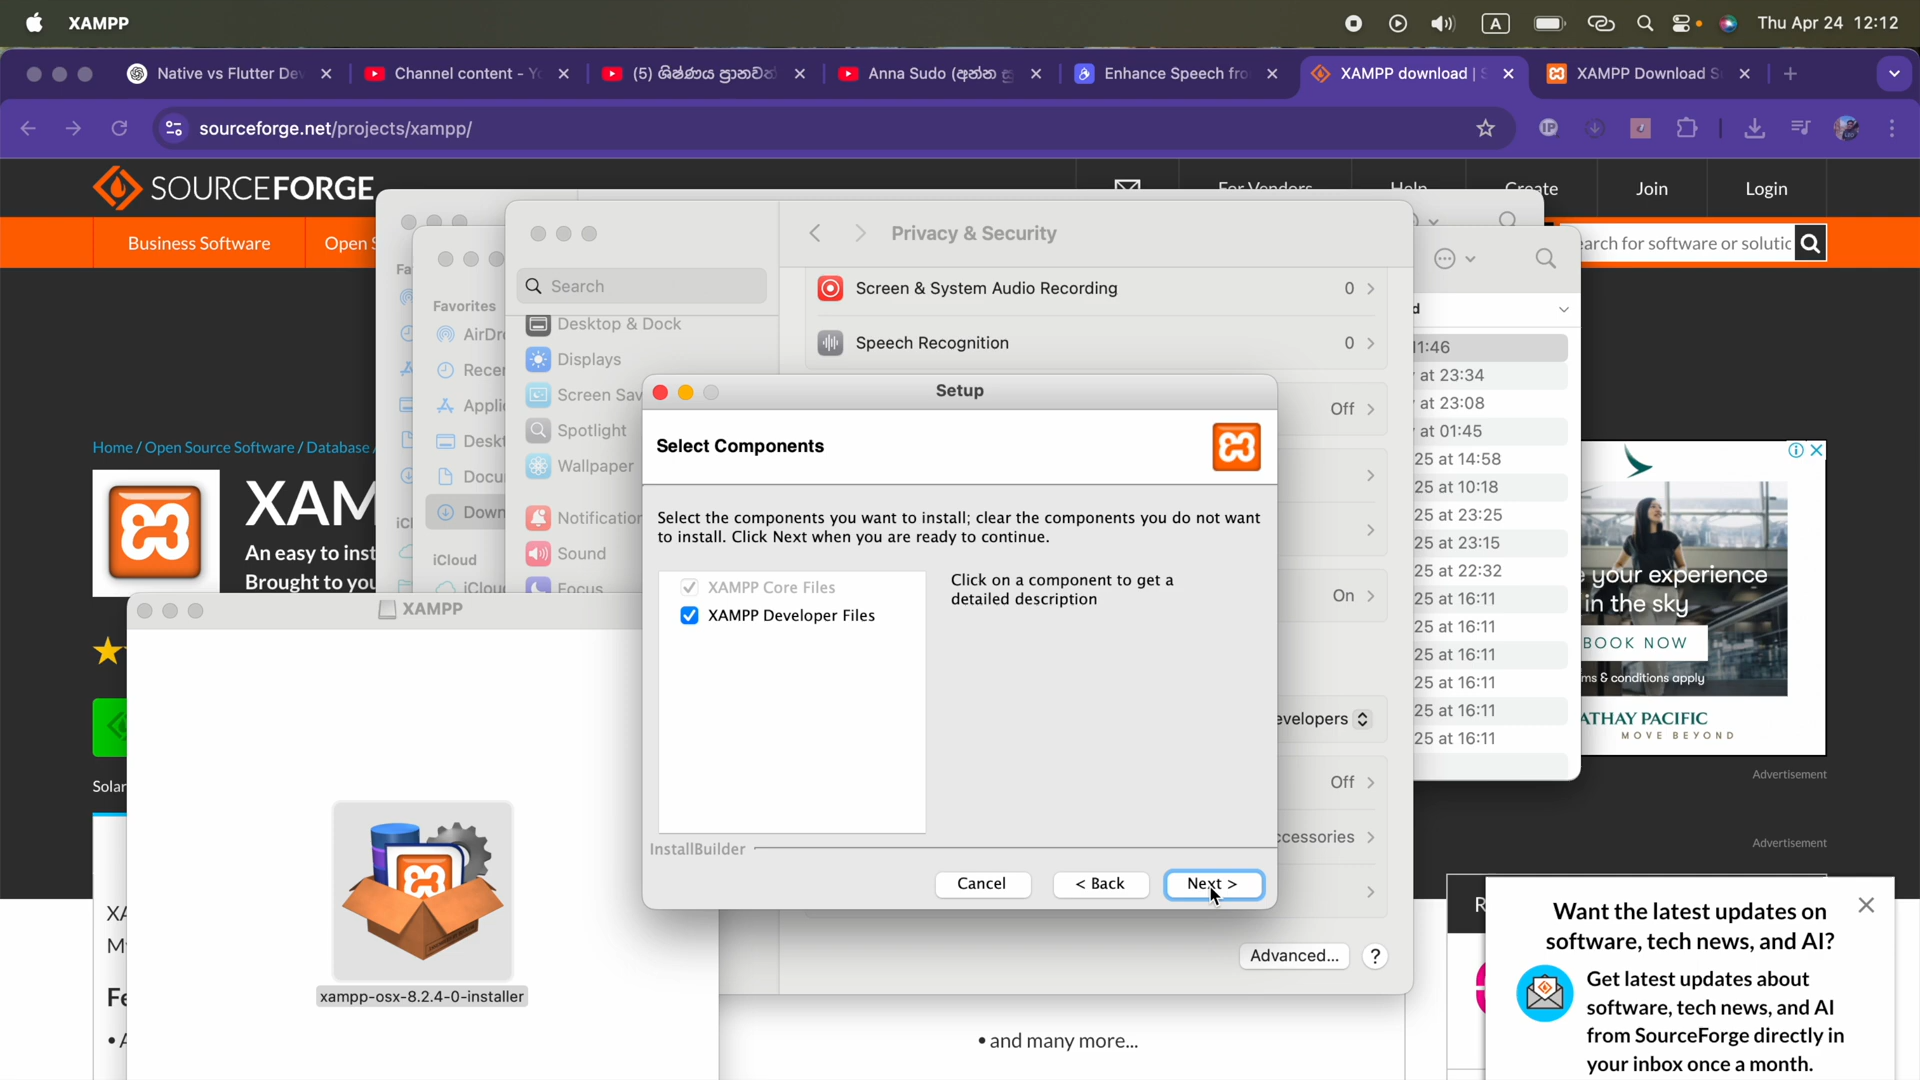 XAMPP
A
Thu Apr 24 12:12
Native vs Flutter De
Channel content - Y
(5) ශිෂ්ණය
Anna Sudo (අන්න
Enhance Speech fro
XAMPP download | S
XAMPP Download S
sourceforge.net/projects/xampp/
SOURCEFORGE
For Vendors
Help
Create
Join
Login
Business Software
Open S
earch for software or solutic
Privacy & Security
Search
Screen & System Audio Recording
0
Speech Recognition
0
Off
On
evelopers
Off
ccessories
Advanced...
?
Desktop & Dock
Displays
Screen Sav
Spotlight
Wallpaper
Notification
Sound
Focus
Fa
Favorites
AirDro
Recen
Applic
Deskt
Docu
Down
iCl
iCloud
iClou
d
11:46
at 23:34
at 23:08
at 01:45
25 at 14:58
25 at 10:18
25 at 23:25
25 at 23:15
25 at 22:32
25 at 16:11
25 at 16:11
25 at 16:11
25 at 16:11
25 at 16:11
25 at 16:11
Setup
Select Components
Select the components you want to install; clear the components you do not want
to install. Click Next when you are ready to continue.
XAMPP Core Files
XAMPP Developer Files
Click on a component to get a
detailed description
InstallBuilder
Cancel
< Back
Next >
Home / Open Source Software / Database /
XAM
An easy to inst
Brought to you
Solar
XA
My
Fe
• A
XAMPP
xampp-osx-8.2.4-0-installer
• and many more...
e your experience
in the sky
BOOK NOW
ms & conditions apply
ATHAY PACIFIC
MOVE BEYOND
Advertisement
Advertisement
R
Want the latest updates on
software, tech news, and AI?
Get latest updates about
software, tech news, and AI
from SourceForge directly in
your inbox once a month.